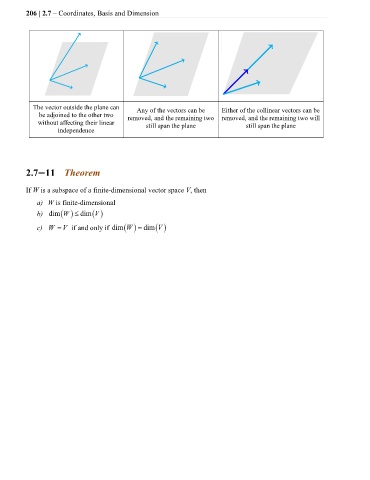 206 | 2.7 – Coordinates, Basis and Dimension
The vector outside the plane can
be adjoined to the other two
without affecting their linear
independence
Any of the vectors can be
removed, and the remaining two
still span the plane
Either of the collinear vectors can be
removed, and the remaining two will
still span the plane
2.7−11 Theorem
If W is a subspace of a finite-dimensional vector space V, then
a) W is finite-dimensional
b) dim(W) ≤ dim(V)
c) W = V if and only if dim(W) = dim(V)